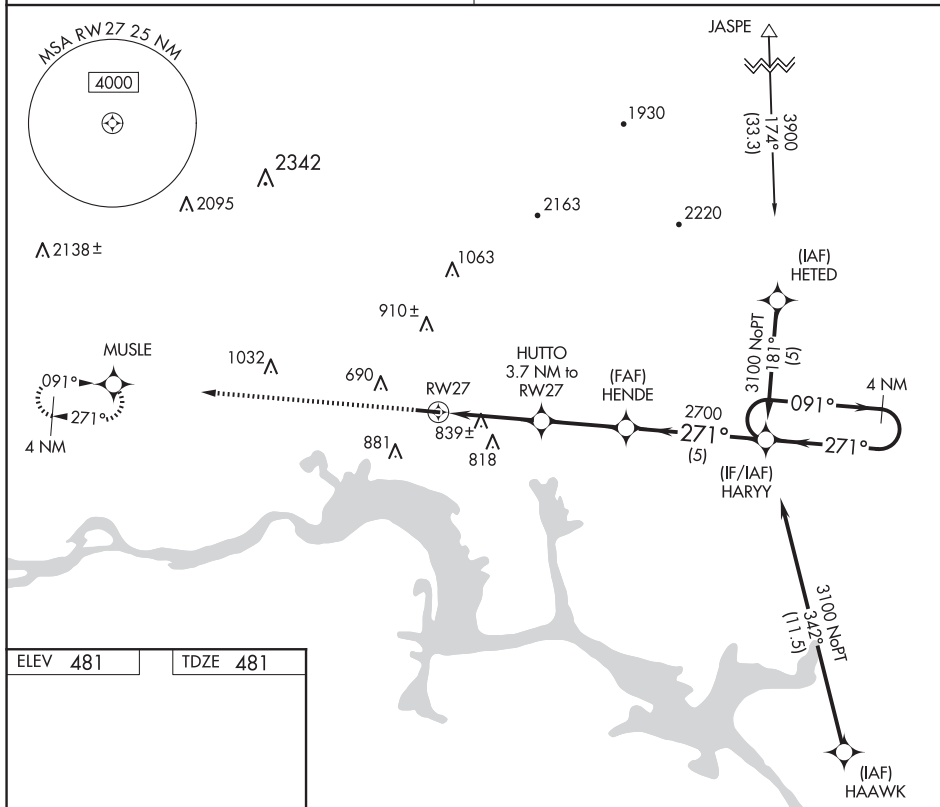 MSA RW 27 25 NM
4000
JASPE
3900
174°
(33.3)
1930
2342
2095
2163
2220
2138±
1063
(IAF)
HETED
910±
3100 NoPT
181°
(5)
MUSLE
091°
271°
4 NM
1032
690
RW27
HUTTO
3.7 NM to
RW27
(FAF)
HENDE
2700
271°
(5)
091°
4 NM
271°
839±
818
881
(IF/IAF)
HARYY
3100 NoPT
342°
(11.5)
(IAF)
HAAWK
ELEV 481
TDZE 481